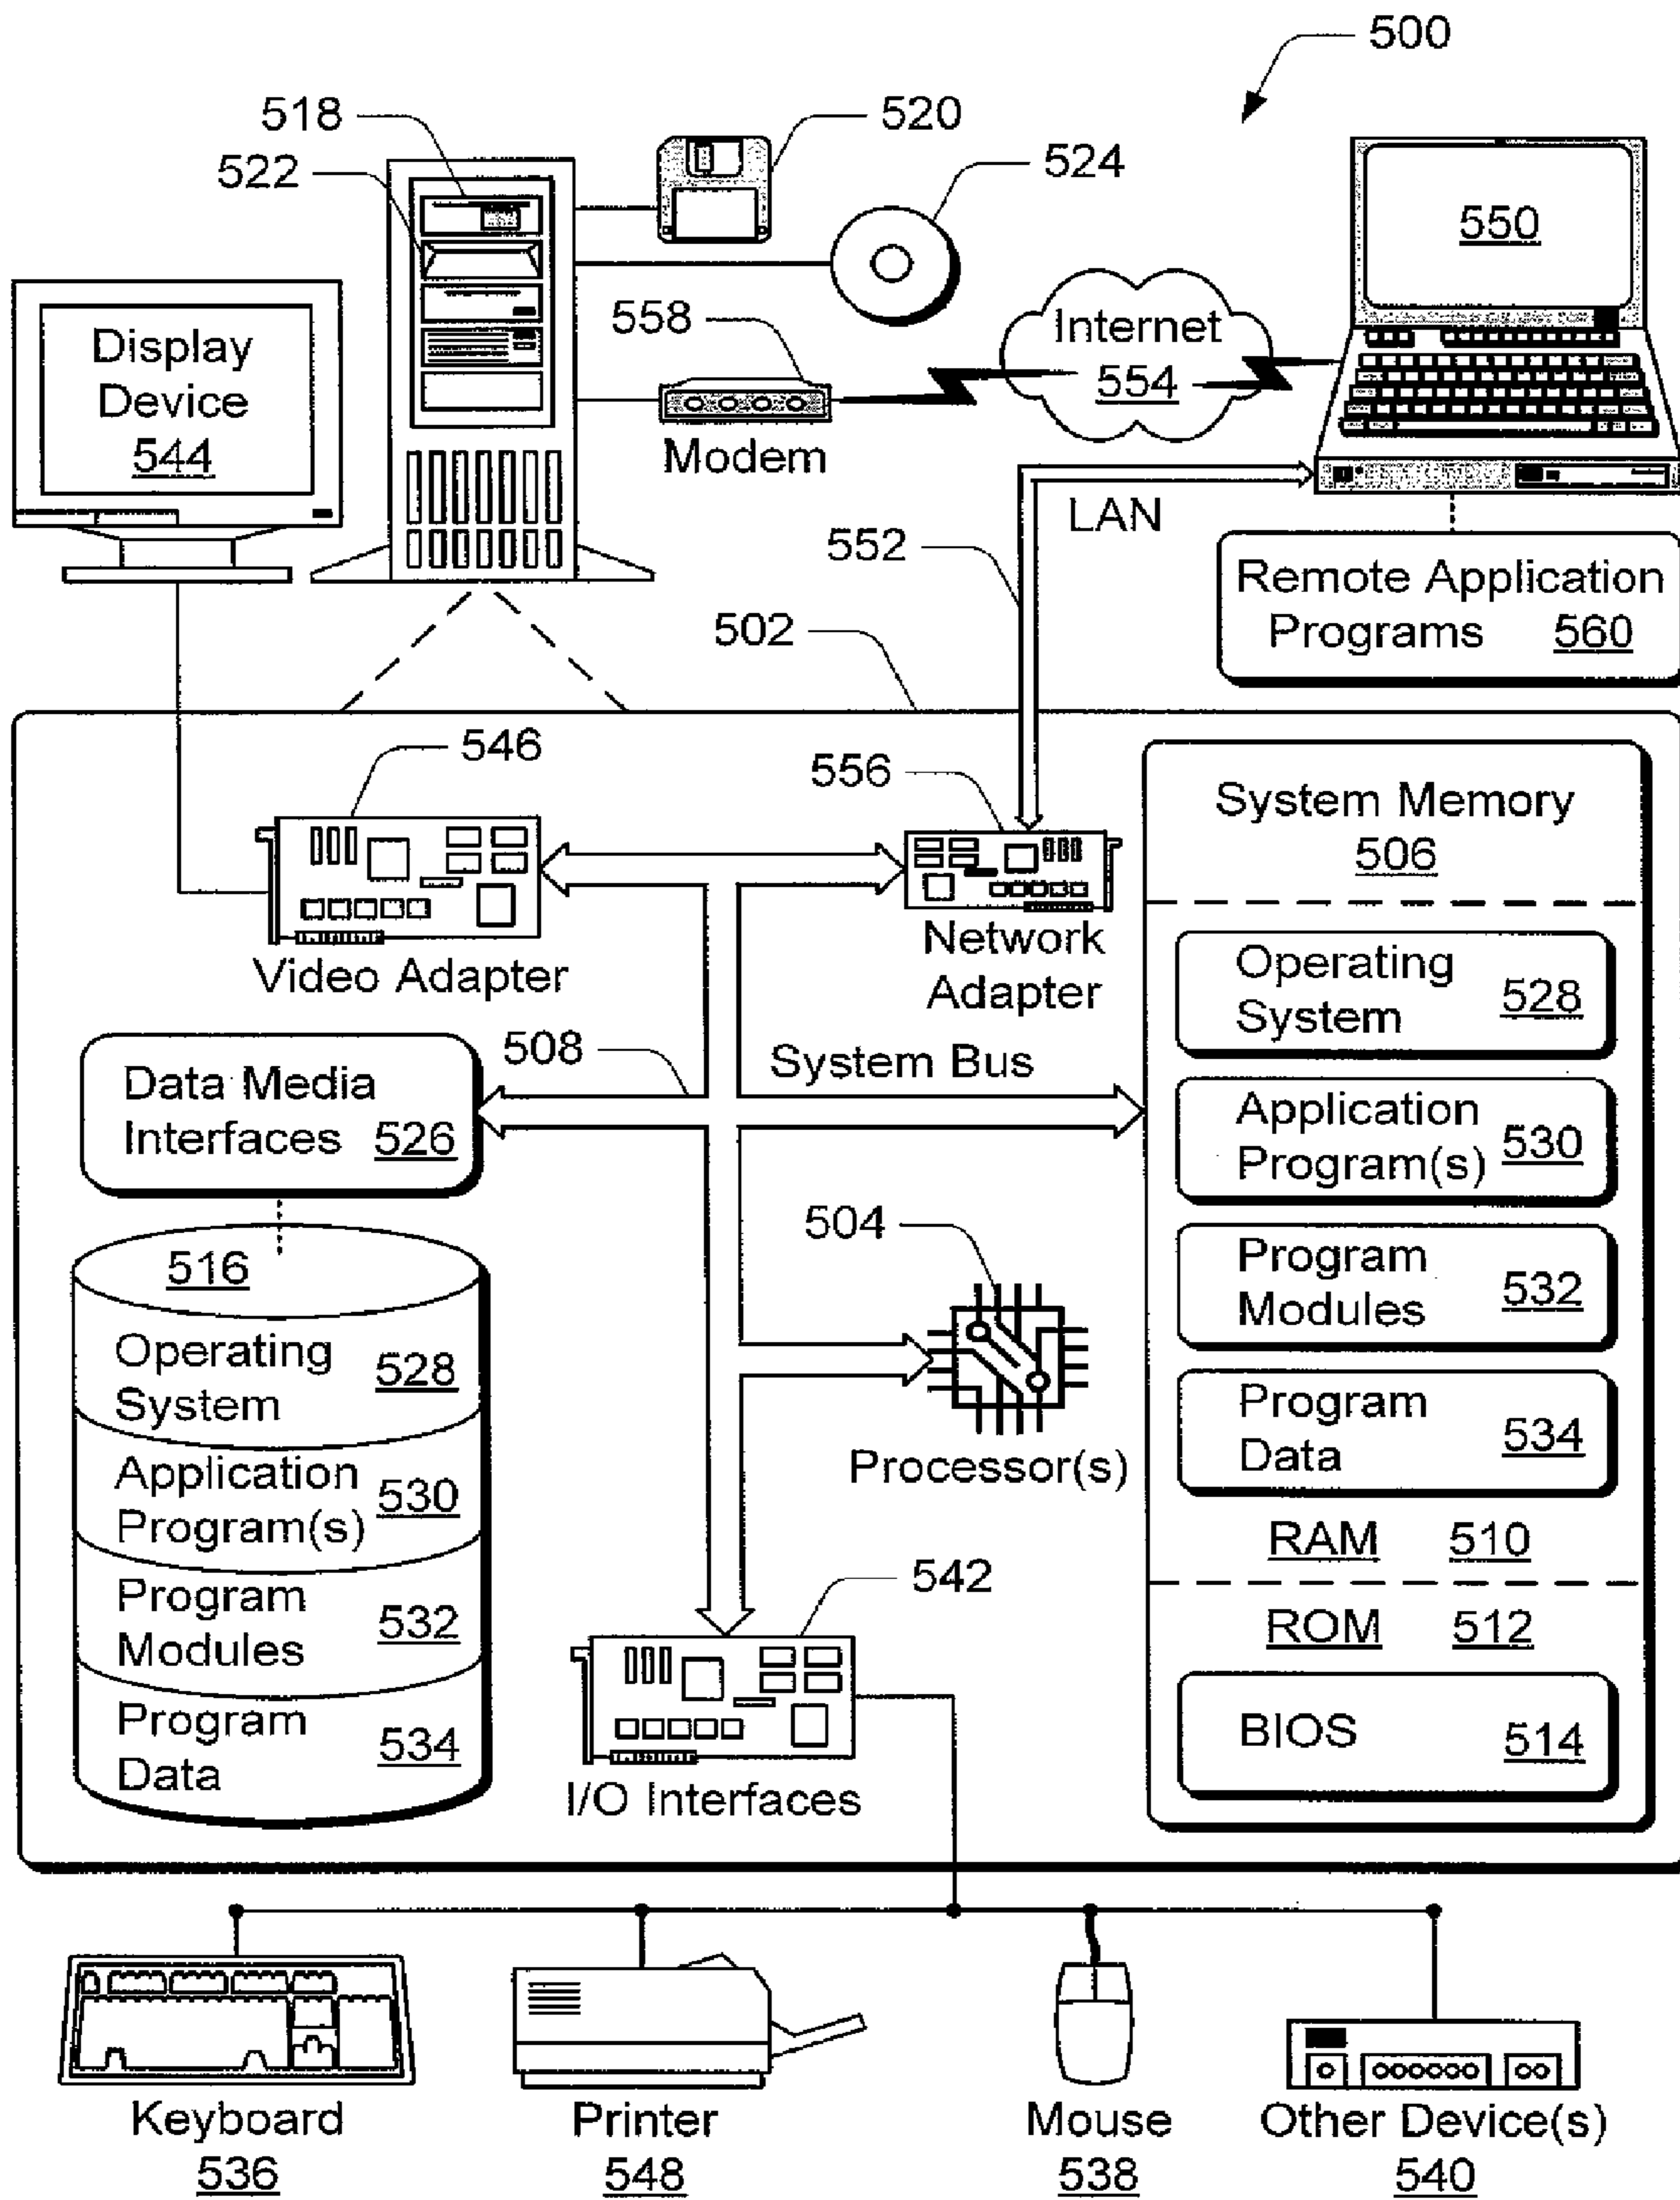 500
518
520
522
524
550
558
Internet
554
Display
Device
544
Modem
LAN
552
Remote Application
Programs 560
502
546
556
System Memory
506
Video Adapter
Network
Adapter
Operating
System 528
508
System Bus
Data Media
Interfaces 526
Application
Program(s) 530
504
516
Program
Modules 532
Operating
System 528
Program
Data 534
Processor(s)
Application
Program(s) 530
RAM 510
542
Program
Modules 532
ROM 512
Program
Data 534
BIOS 514
I/O Interfaces
Keyboard
536
Printer
548
Mouse
538
Other Device(s)
540